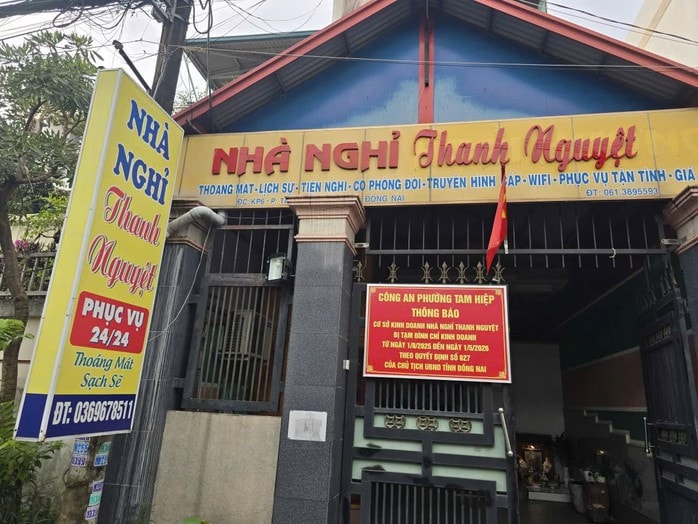 NHÀ
NGHỈ
Thanh
Nguyệt
PHỤC VỤ
24/24
Thoáng Mát
Sạch Sẽ
ĐT: 0369678511
NHÀ NGHỈ Thanh Nguyệt
THOÁNG MÁT-LỊCH SỰ-TIỆN NGHI-CÓ PHÒNG ĐÔI-TRUYỀN HÌNH CÁP-WIFI-PHỤC VỤ TẬN TÌNH-GIÁ
ĐC: KP6-P. ĐỒNG NAI
ĐT: 061.3895593
CÔNG AN PHƯỜNG TAM HIỆP
THÔNG BÁO
CƠ SỞ KINH DOANH NHÀ NGHỈ THANH NGUYỆT
BỊ TẠM ĐÌNH CHỈ KINH DOANH
TỪ NGÀY 1/8/2025 ĐẾN NGÀY 1/5/2026
THEO QUYẾT ĐỊNH SỐ 627
CỦA CHỦ TỊCH UBND TỈNH ĐỒNG NAI